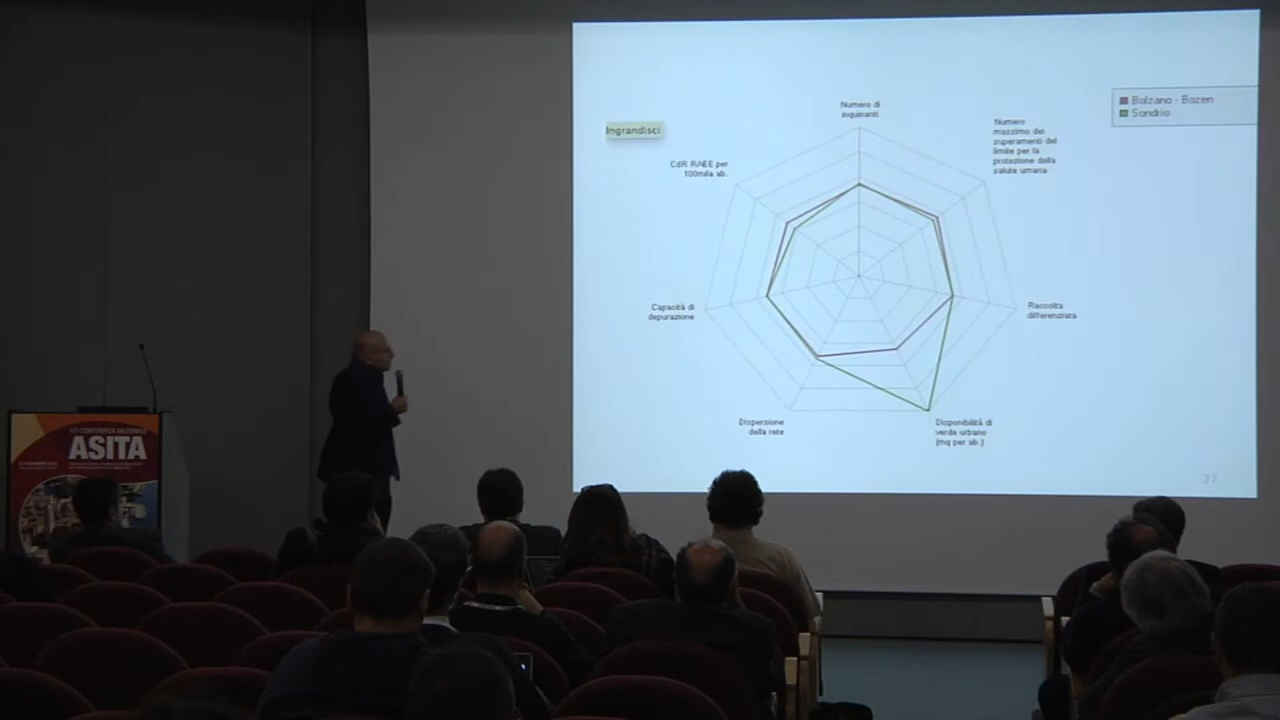 Numero di
inquinanti
Bolzano - Bozen
Sondrio
Ingrandisci
Numero
massimo dei
superamenti del
limite per la
protezione della
salute umana
CdR RAEE per
100mila ab.
Capacità di
depurazione
Raccolta
differenziata
Dispersione
della rete
Disponibilità di
verde urbano
(mq per ab.)
27
CONFERENZA NAZIONALE
ASITA